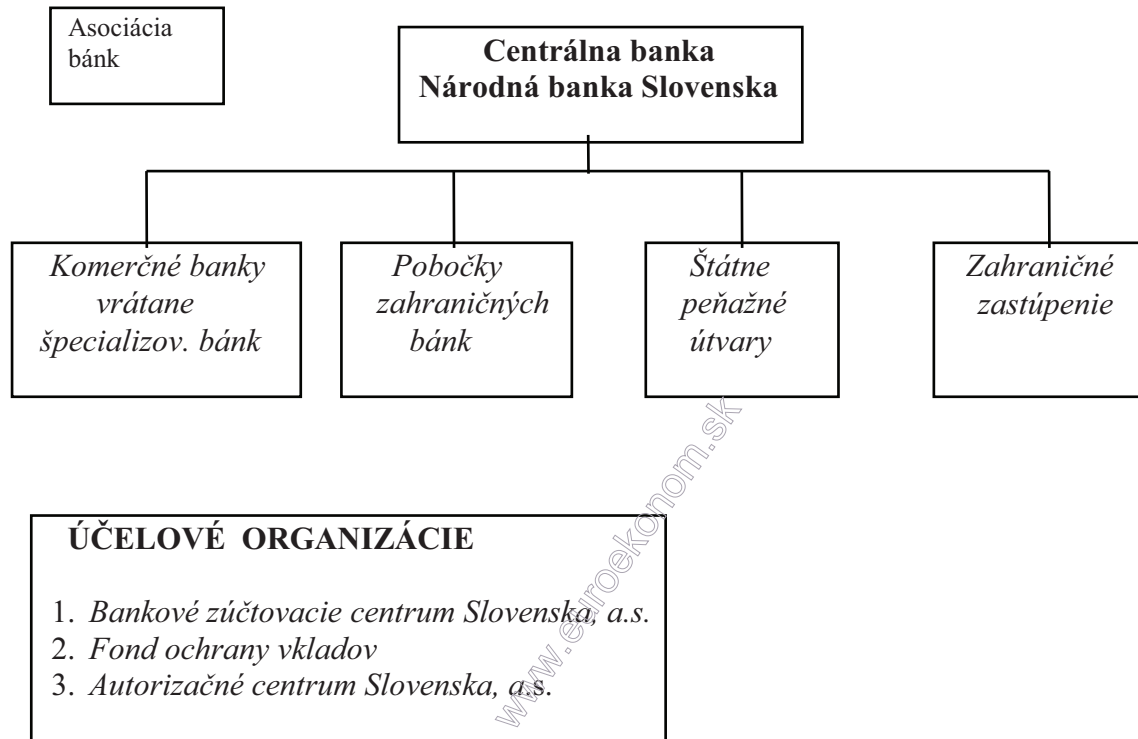 Asociácia
bánk
Centrálna banka
Národná banka Slovenska
Komerčné banky
vrátane
špecializov. bánk
Pobočky
zahraničných
bánk
Štátne
peňažné
útvary
Zahraničné
zastúpenie
ÚČELOVÉ ORGANIZÁCIE
1. Bankové zúčtovacie centrum Slovenska, a.s.
2. Fond ochrany vkladov
3. Autorizačné centrum Slovenska, a.s.
www.euroekonom.sk